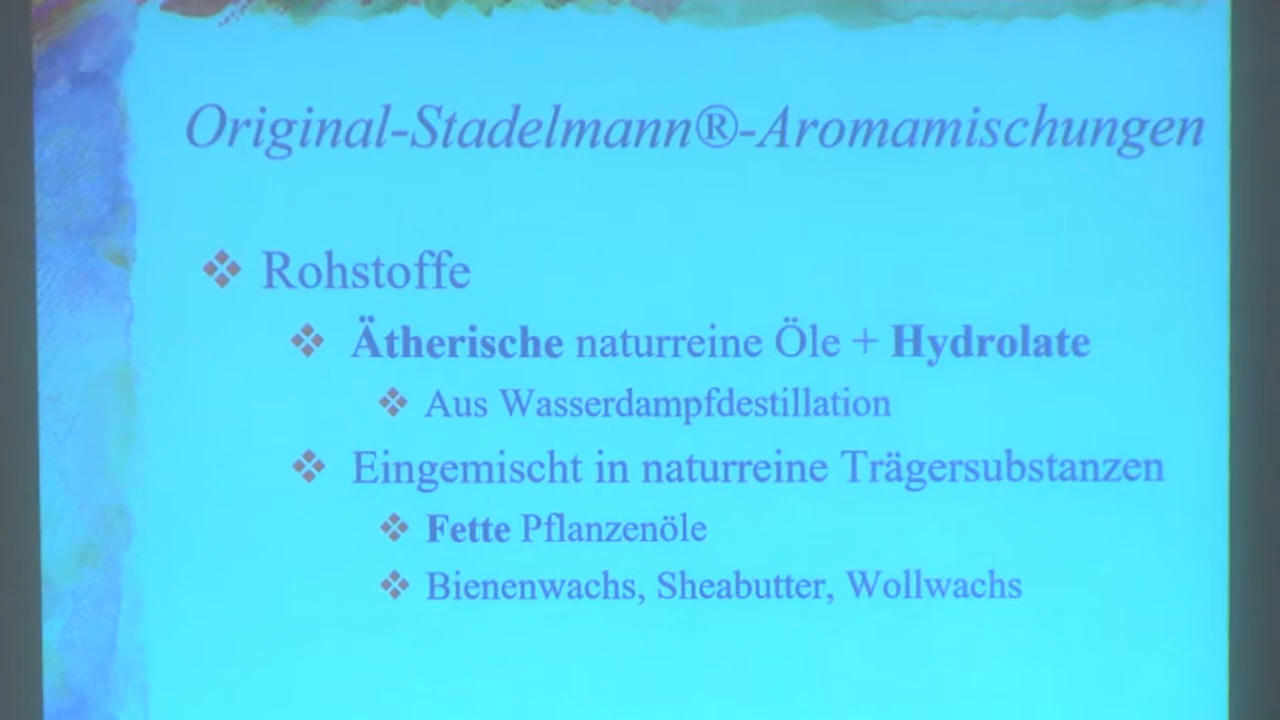 Original-Stadelmann®-Aromamischungen
Rohstoffe
Ätherische naturreine Öle + Hydrolate
Aus Wasserdampfdestillation
Eingemischt in naturreine Trägersubstanzen
Fette Pflanzenöle
Bienenwachs, Sheabutter, Wollwachs